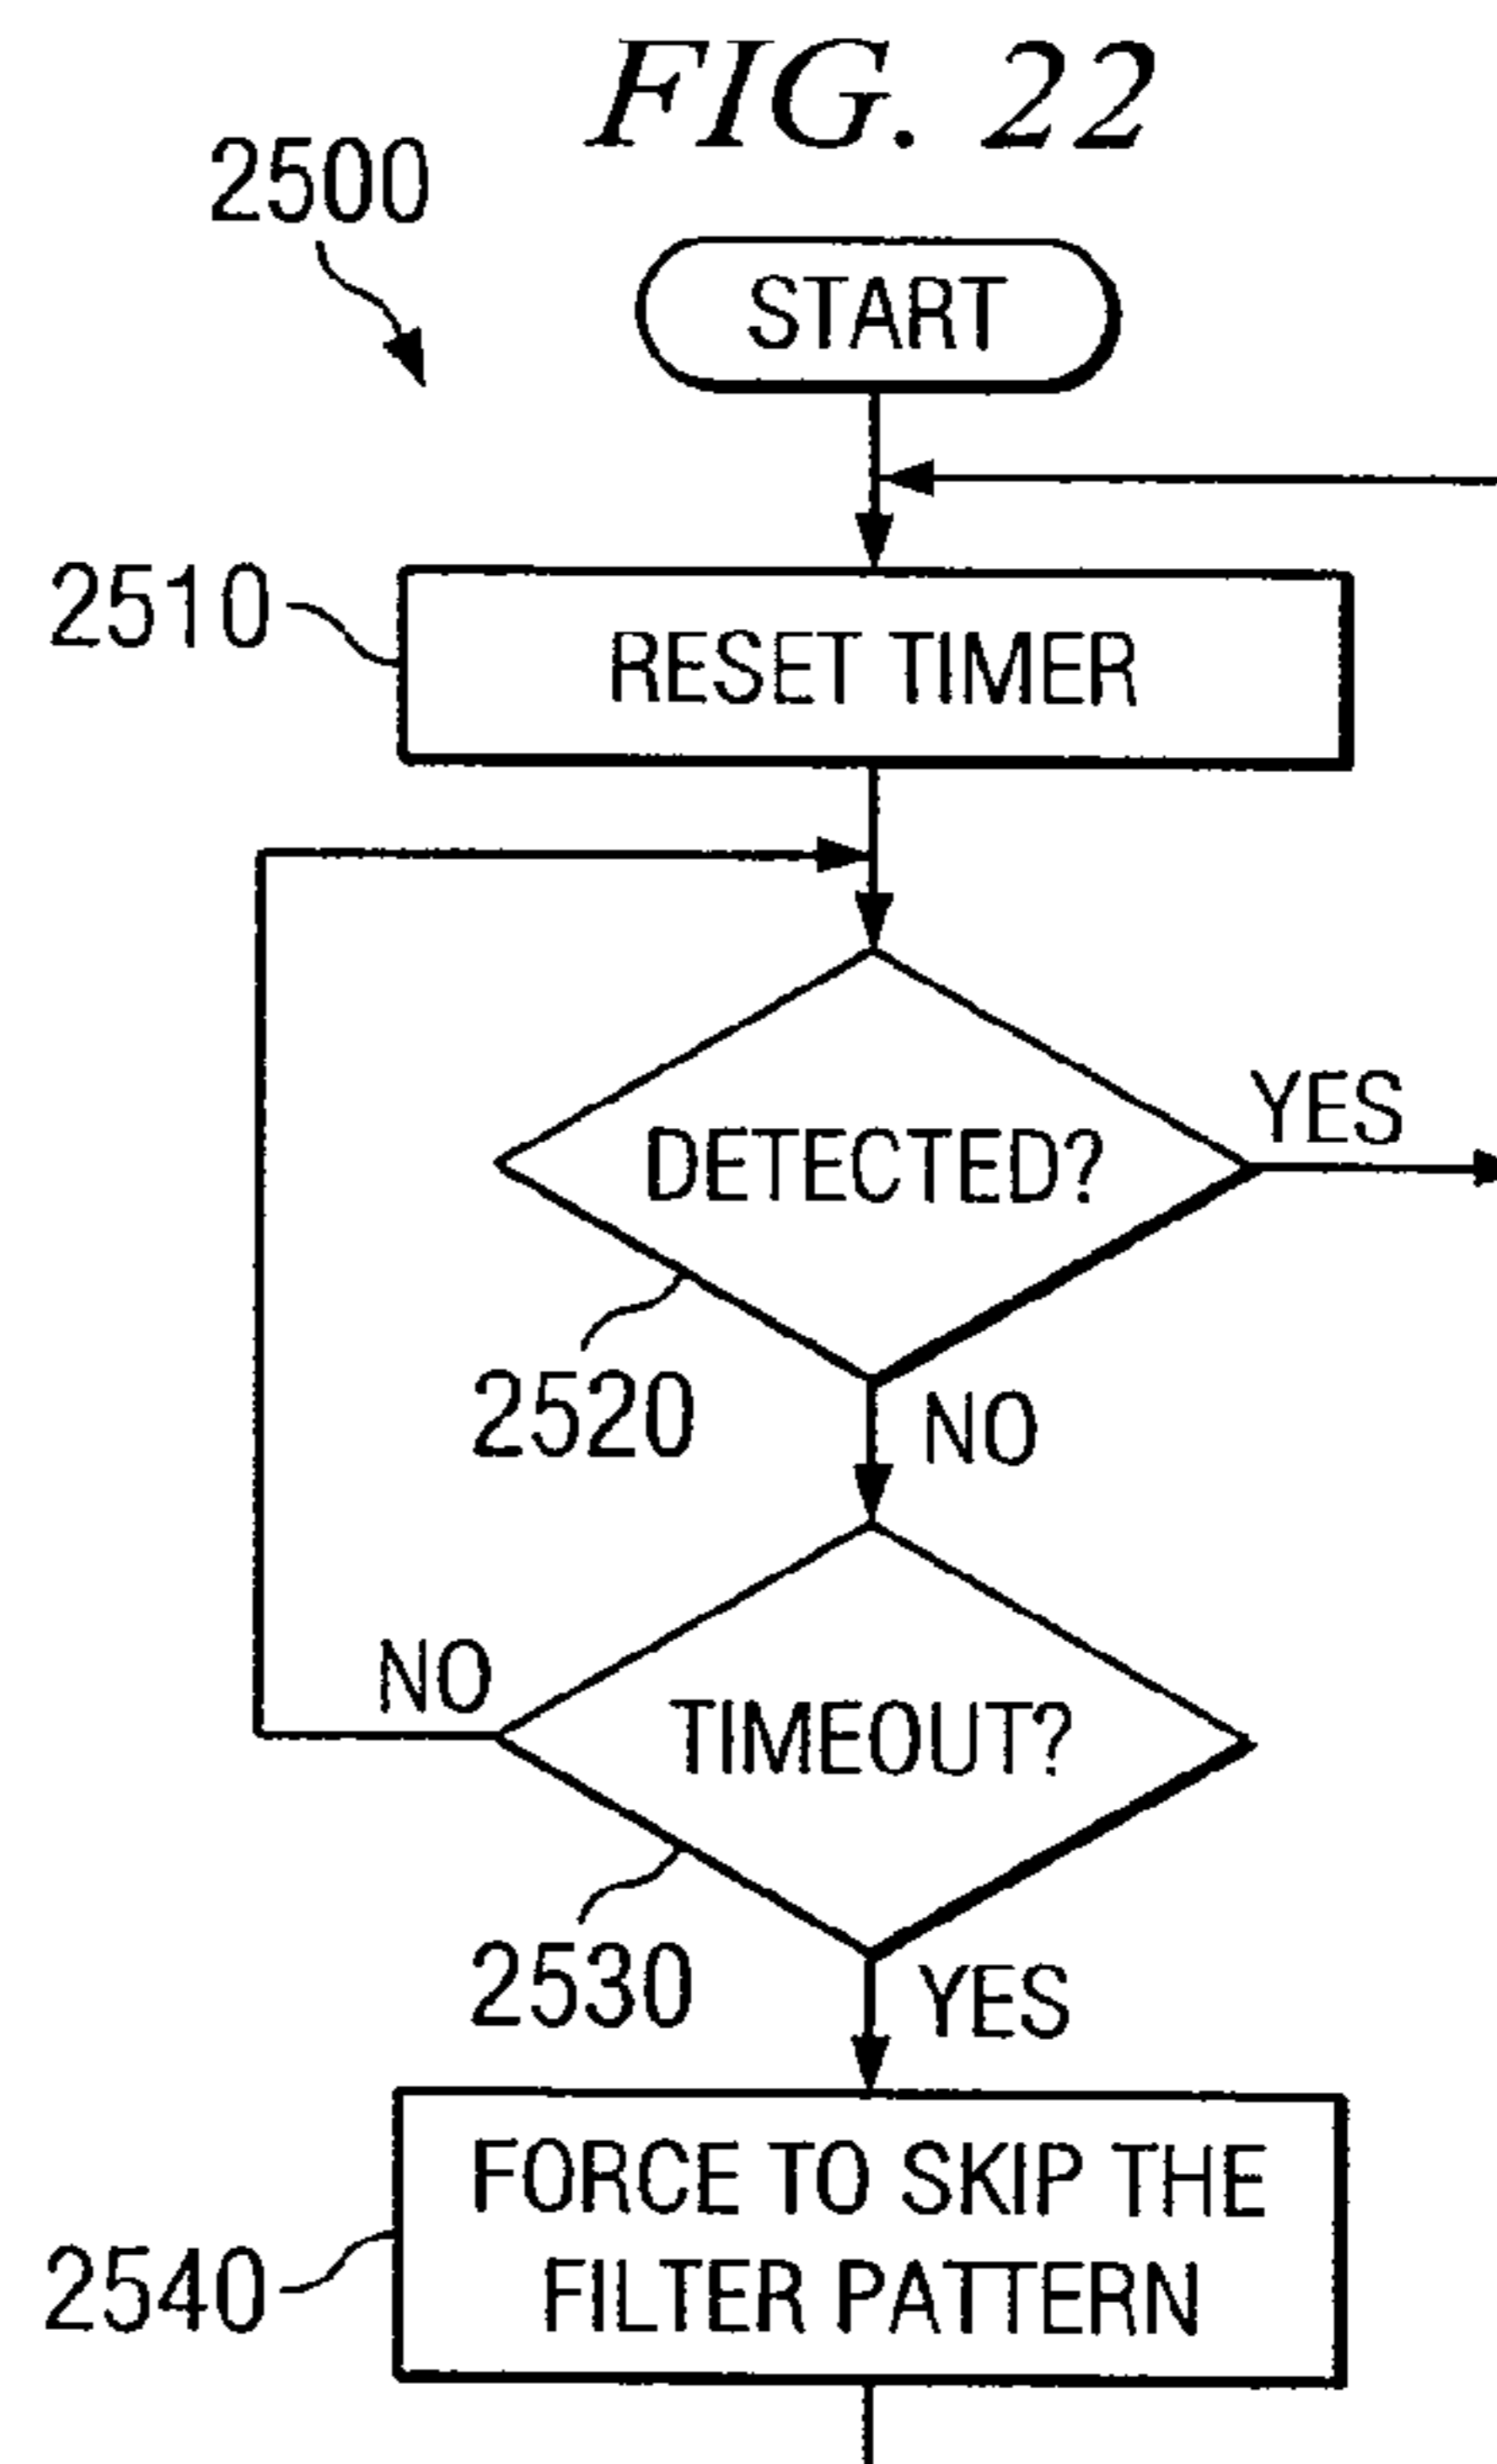 FIG. 22
2500
START
2510
RESET TIMER
DETECTED?
YES
2520
NO
NO
TIMEOUT?
2530
YES
FORCE TO SKIP THE
FILTER PATTERN
2540